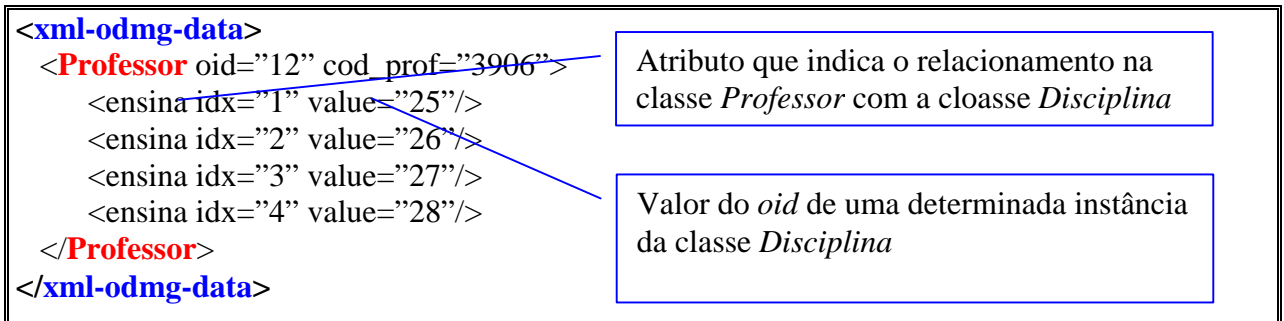 <xml-odmg-data>
<Professor oid=”12” cod_prof=”3906”>
<ensina idx=”1” value=”25”/>
<ensina idx=”2” value=”26”/>
<ensina idx=”3” value=”27”/>
<ensina idx=”4” value=”28”/>
</Professor>
</xml-odmg-data>
Atributo que indica o relacionamento na
classe Professor com a cloasse Disciplina
Valor do oid de uma determinada instância
da classe Disciplina